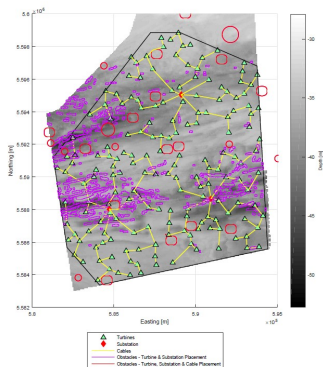 5.6
5.598
5.596
5.594
5.592
5.59
5.588
5.586
5.584
5.582
Northing [m]
5.8 5.85 5.9 5.95
Easting [m]
-30
-35
-40
-45
-50
Depth [m]
Turbines
Substation
Cables
Obstacles - Turbine & Substation Placement
Obstacles - Turbine, Substation & Cable Placement